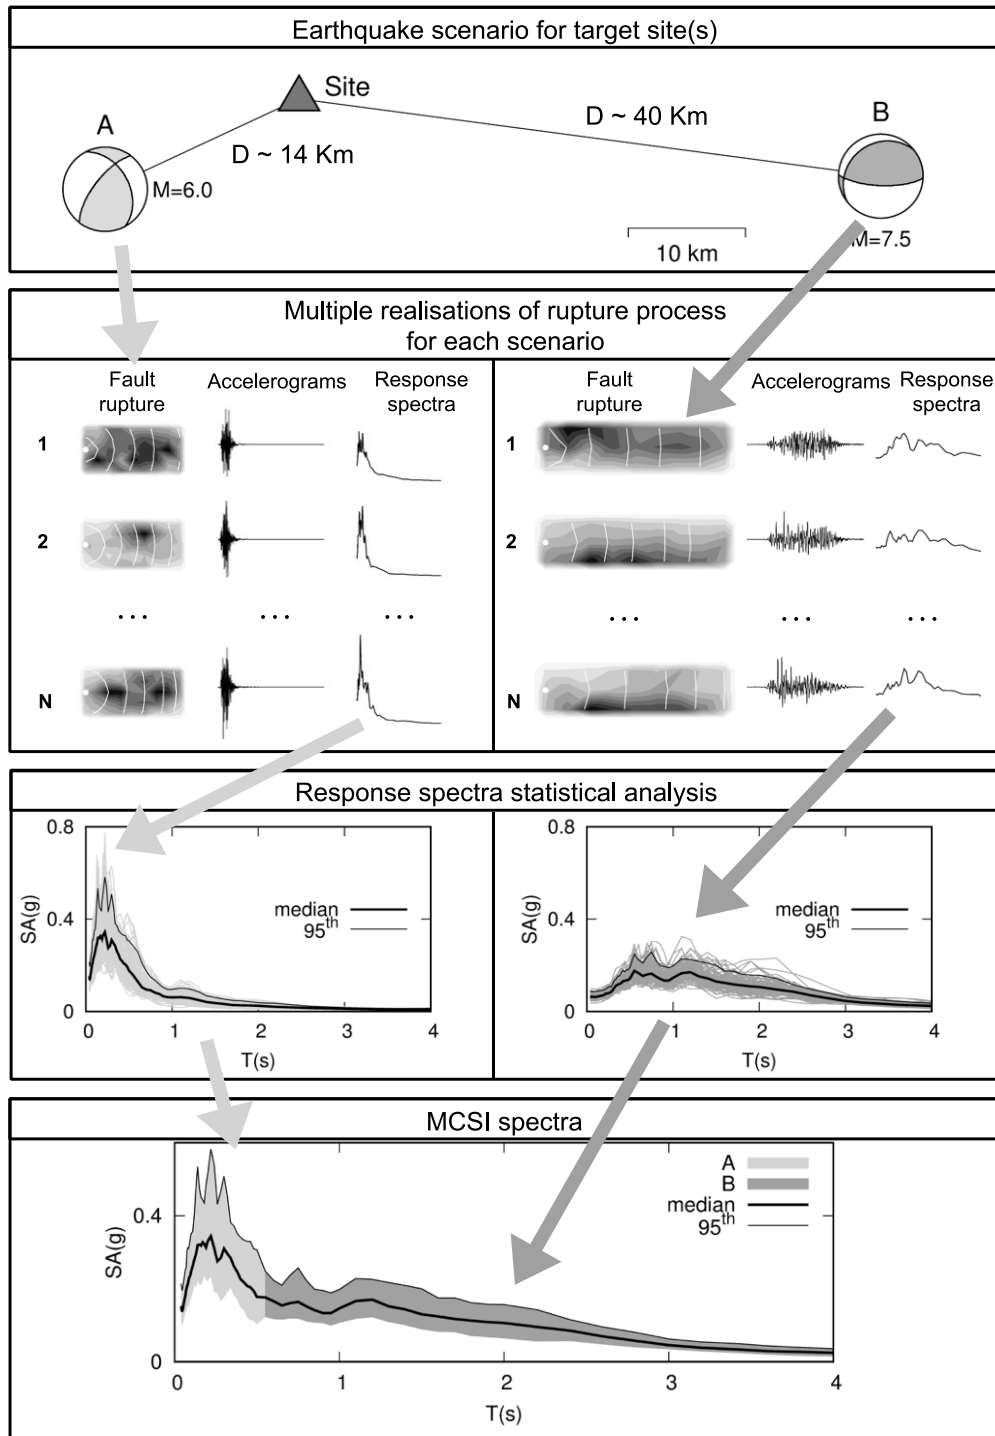 Earthquake scenario for target site(s)
Site
A
B
D ~ 40 Km
D ~ 14 Km
M=6.0
M=7.5
10 km
Multiple realisations of rupture process
for each scenario
Fault
rupture
Accelerograms
Response
spectra
Fault
rupture
Accelerograms
Response
spectra
1
2
...
...
...
N
1
2
...
...
...
N
Response spectra statistical analysis
0.8
0.4
0
SA(g)
median
95th
0 1 2 3 4
T(s)
0.8
0.4
0
SA(g)
median
95th
0 1 2 3 4
T(s)
MCSI spectra
0.4
0
SA(g)
A
B
median
95th
0 1 2 3 4
T(s)